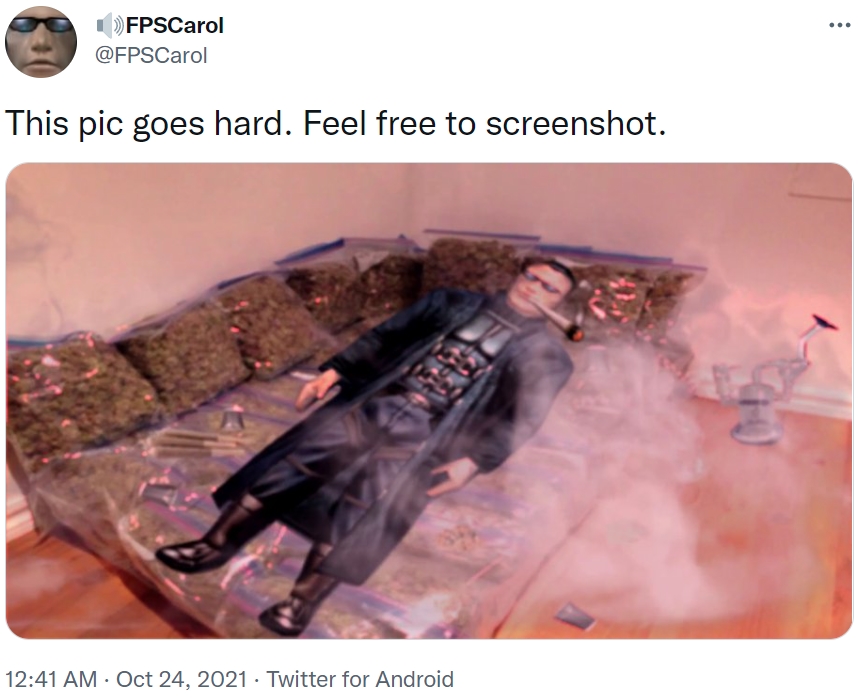 FPSCarol
@FPSCarol
This pic goes hard. Feel free to screenshot.
12:41 AM · Oct 24, 2021 · Twitter for Android